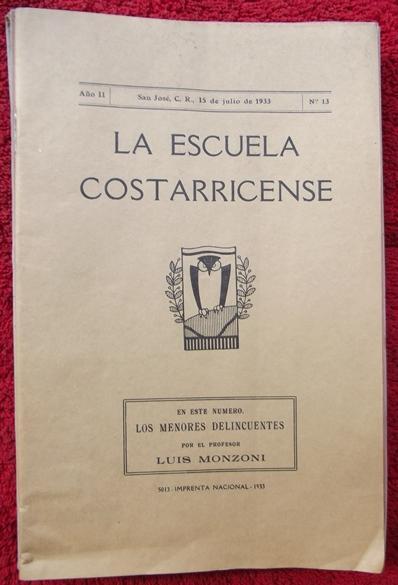 Año II San José, C. R., 15 de julio de 1933 Nº 13
LA ESCUELA
COSTARRICENSE
EN ESTE NUMERO.
LOS MENORES DELINCUENTES
POR EL PROFESOR
LUIS MONZONI
5013 - IMPRENTA NACIONAL - 1933